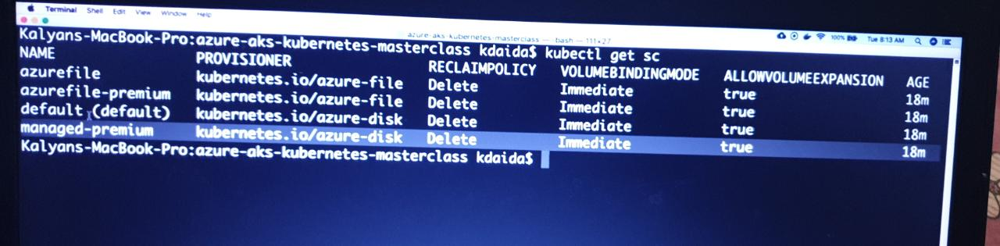 Terminal Shell Edit View Window Help 100% Tue 8:13 AM
azure-aks-kubernetes-masterclass — -bash — 111×27
Kalyans-MacBook-Pro:azure-aks-kubernetes-masterclass kdaida$ kubectl get sc
NAME PROVISIONER RECLAIMPOLICY VOLUMEBINDINGMODE ALLOWVOLUMEEXPANSION AGE
azurefile kubernetes.io/azure-file Delete Immediate true 18m
azurefile-premium kubernetes.io/azure-file Delete Immediate true 18m
default (default) kubernetes.io/azure-disk Delete Immediate true 18m
managed-premium kubernetes.io/azure-disk Delete Immediate true 18m
Kalyans-MacBook-Pro:azure-aks-kubernetes-masterclass kdaida$